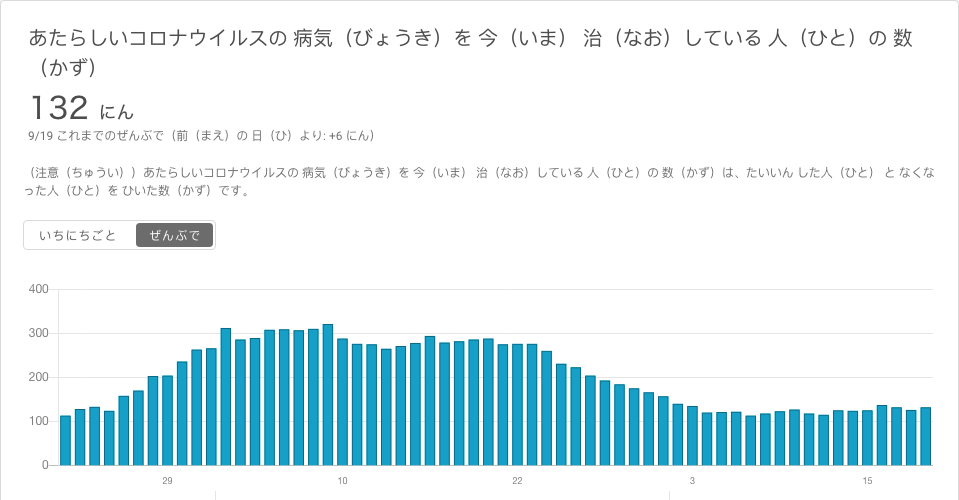 あたらしいコロナウイルスの 病気（びょうき）を 今（いま） 治（なお）している 人（ひと）の 数
（かず）
132 にん
9/19 これまでのぜんぶで（前（まえ）の 日（ひ）より: +6 にん）
（注意（ちゅうい））あたらしいコロナウイルスの 病気（びょうき）を 今（いま） 治（なお）している 人（ひと）の 数（かず）は、たいいん した人（ひと） と なくな
った人（ひと）を ひいた数（かず）です。
いちにちごと ぜんぶで
400
300
200
100
0
29 10 22 3 15